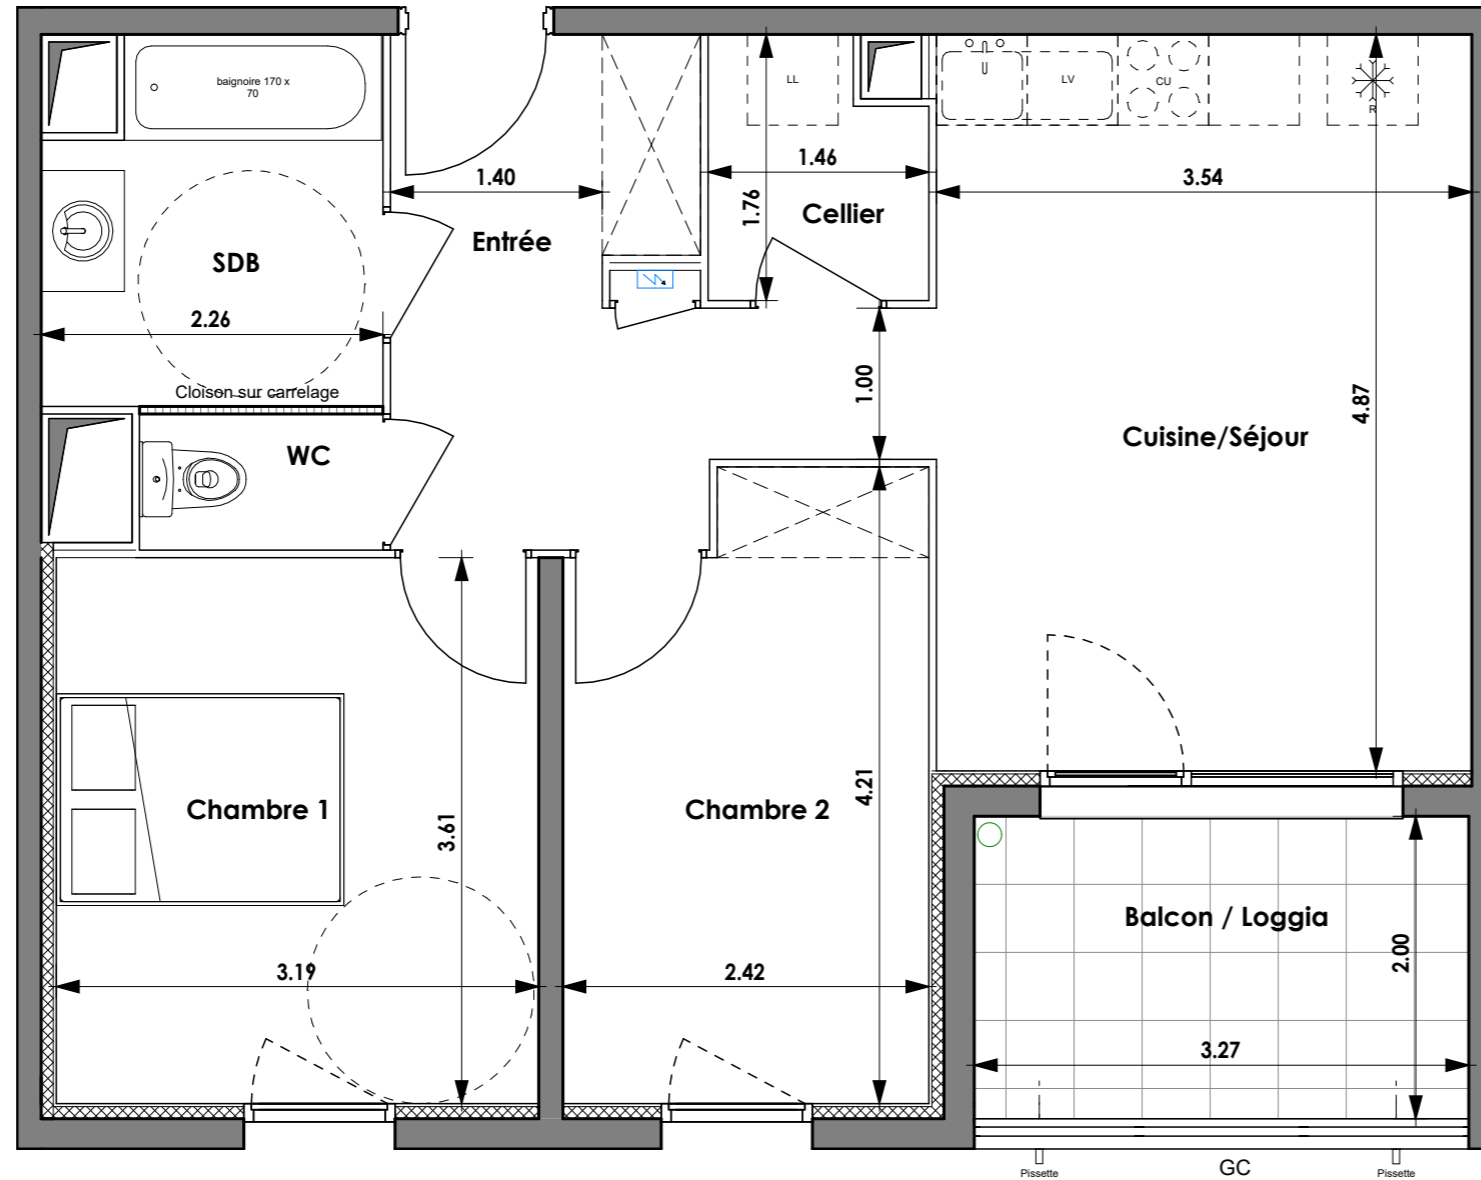 baignoire 170 x
70
LL
LV
CU
R
1.40
1.46
3.54
1.76
Cellier
Entrée
SDB
2.26
Cloison sur carrelage
1.00
4.87
Cuisine/Séjour
WC
Chambre 1
3.61
Chambre 2
4.21
3.19
2.42
Balcon / Loggia
2.00
3.27
Pissette
GC
Pissette